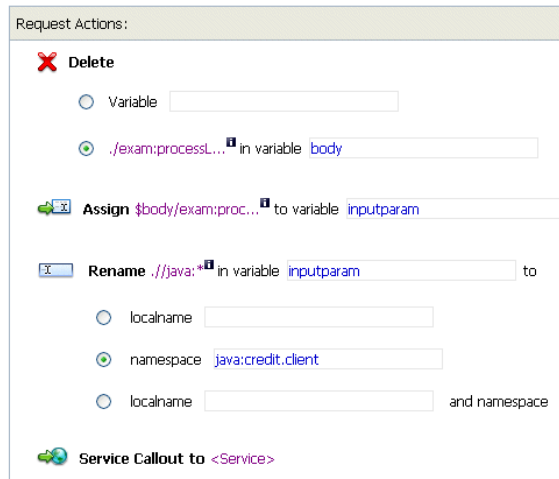 Request Actions:
Delete
Variable
./exam:processL... in variable body
Assign $body/exam:proc... to variable inputparam
Rename .//java:* in variable inputparam to
localname
namespace java:credit.client
localname and namespace
Service Callout to <Service>